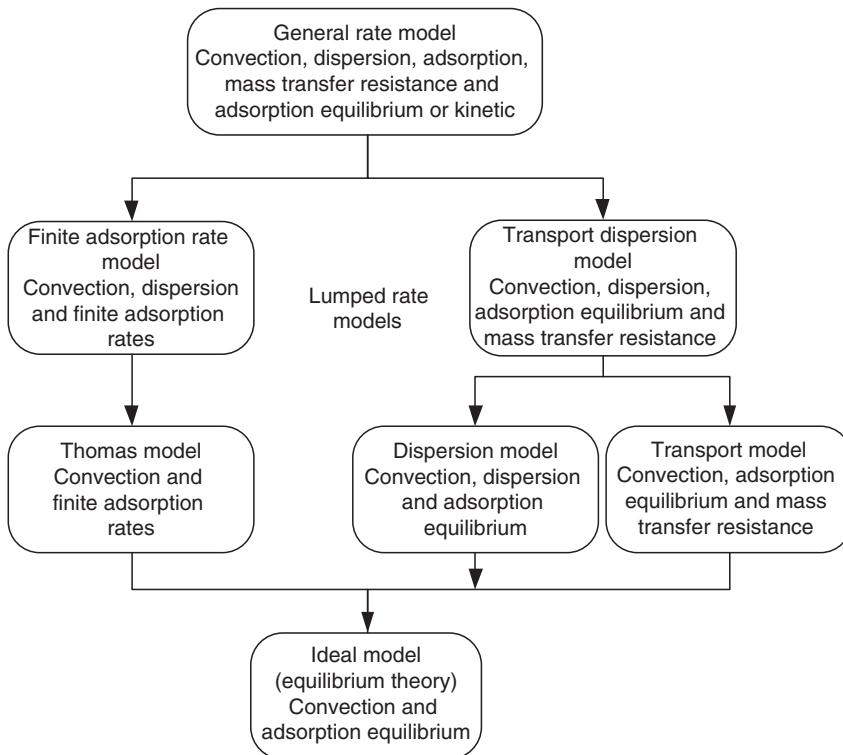 General rate model
Convection, dispersion, adsorption,
mass transfer resistance and
adsorption equilibrium or kinetic
Finite adsorption rate
model
Convection, dispersion
and finite adsorption
rates
Lumped rate
models
Transport dispersion
model
Convection, dispersion,
adsorption equilibrium and
mass transfer resistance
Thomas model
Convection and
finite adsorption
rates
Dispersion model
Convection, dispersion
and adsorption
equilibrium
Transport model
Convection, adsorption
equilibrium and mass
transfer resistance
Ideal model
(equilibrium theory)
Convection and
adsorption equilibrium